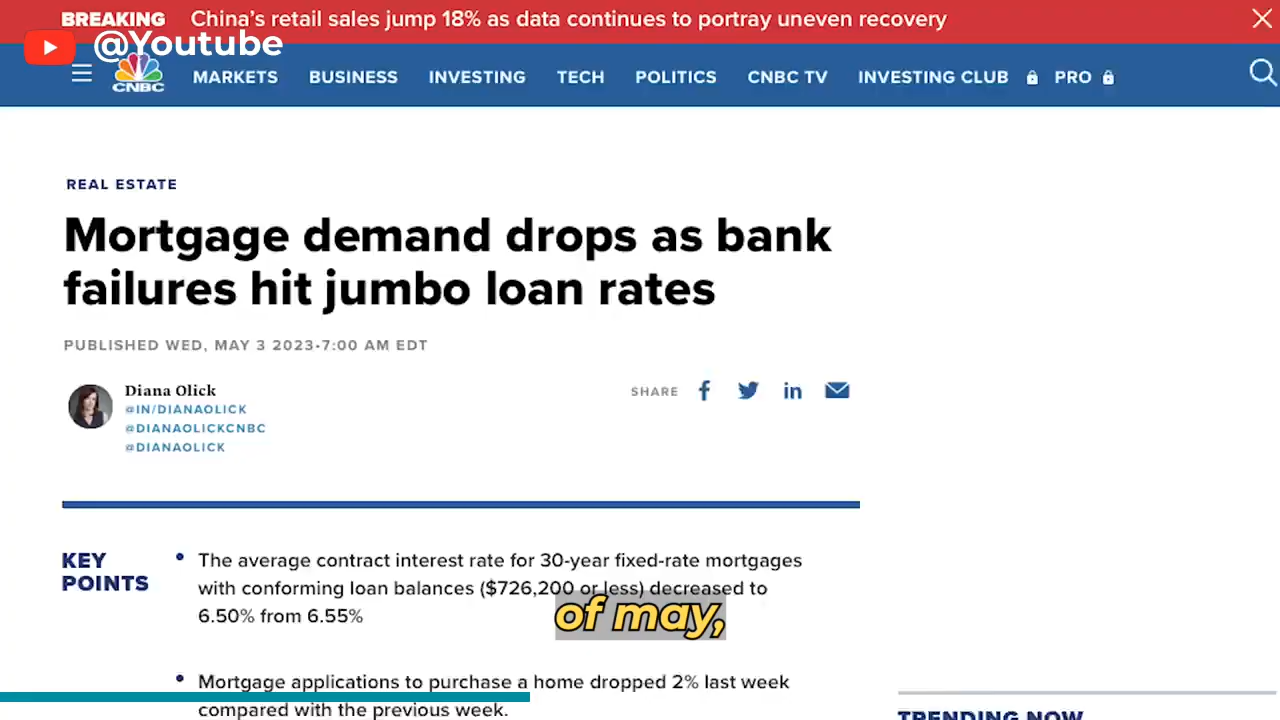 BREAKING China's retail sales jump 18% as data continues to portray uneven recovery
@Youtube
CNBC
MARKETS BUSINESS INVESTING TECH POLITICS CNBC TV INVESTING CLUB PRO
REAL ESTATE
Mortgage demand drops as bank
failures hit jumbo loan rates
PUBLISHED WED, MAY 3 2023•7:00 AM EDT
Diana Olick
@IN/DIANAOLICK
@DIANAOLICKCNBC
@DIANAOLICK
SHARE
KEY
POINTS
• The average contract interest rate for 30-year fixed-rate mortgages
with conforming loan balances ($726,200 or less) decreased to
6.50% from 6.55%
of may,
• Mortgage applications to purchase a home dropped 2% last week
compared with the previous week.
TRENDING NOW